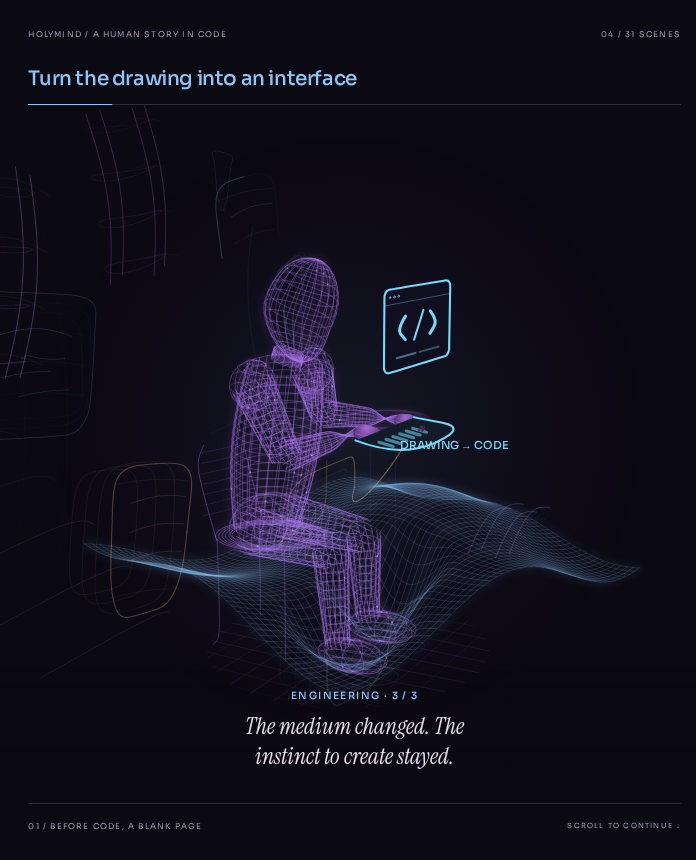 HOLYMIND / A HUMAN STORY IN CODE
04 / 31 SCENES
Turn the drawing into an interface
</>
DRAWING → CODE
ENGINEERING · 3 / 3
The medium changed. The
instinct to create stayed.
01 / BEFORE CODE, A BLANK PAGE
SCROLL TO CONTINUE ↓